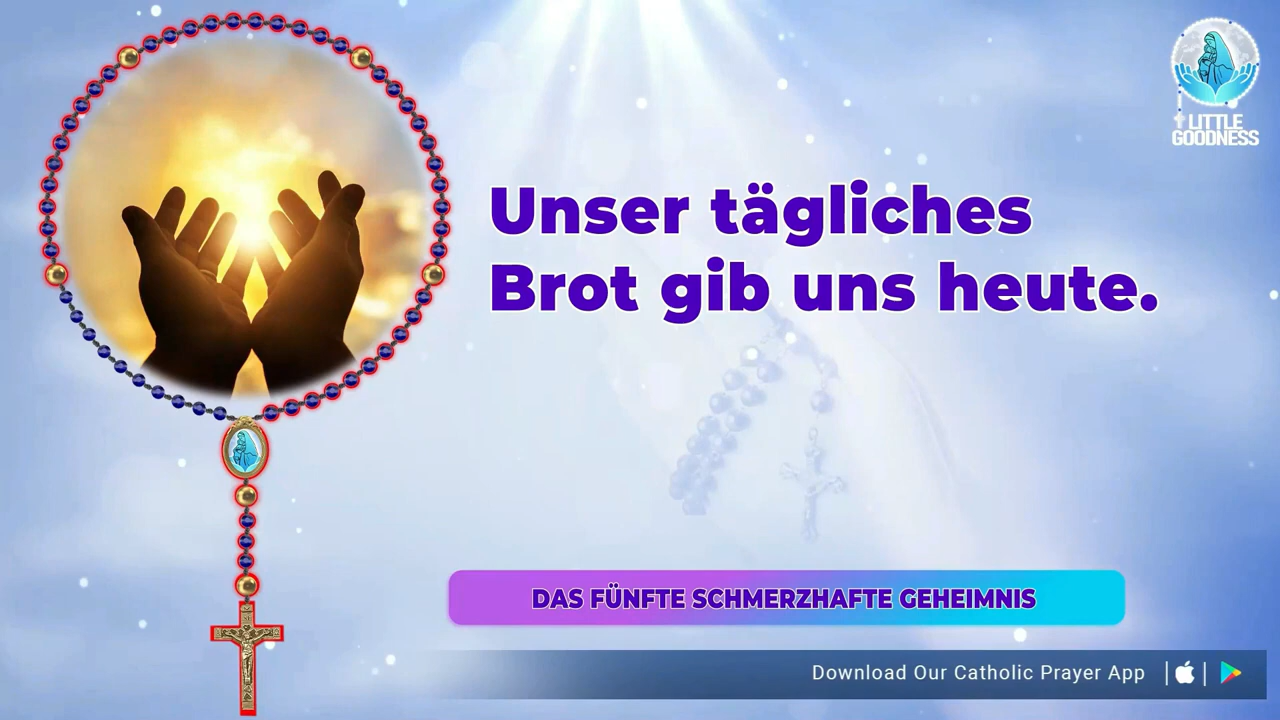 LITTLE
GOODNESS
Unser tägliches
Brot gib uns heute.
DAS FÜNFTE SCHMERZHAFTE GEHEIMNIS
Download Our Catholic Prayer App